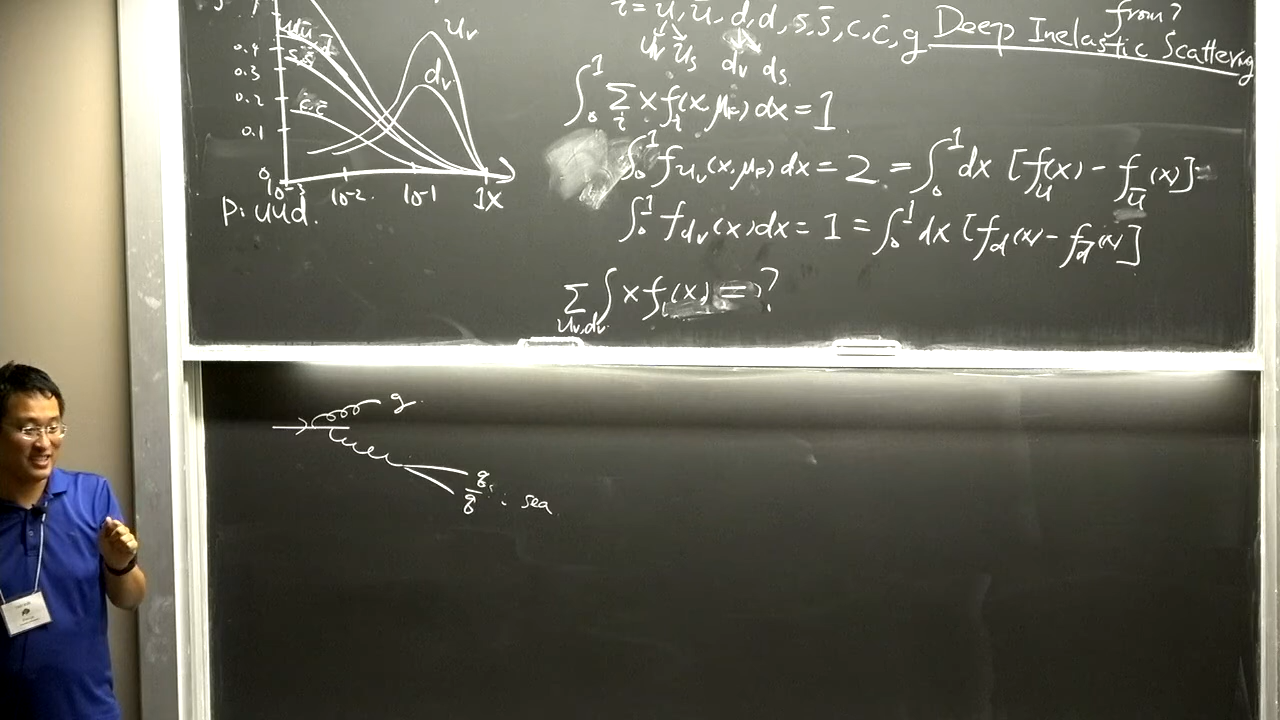 i = u, ū, d, d̄, s, s̄, c, c̄, g
from?
Deep Inelastic Scattering
u_v u_s d_v d_s
∫₀¹ Σ_i x f_i(x, μ_F) dx = 1
∫₀¹ f_{u_v}(x, μ_F) dx = 2 = ∫₀¹ dx [f_u(x) - f_ū(x)]
∫₀¹ f_{d_v}(x) dx = 1 = ∫₀¹ dx [f_d(x) - f_d̄(x)]
Σ_{u_v, d_v} ∫ x f_i(x) = ?
u_v
d_v
s, s̄
c, c̄
0.4
0.3
0.2
0.1
0
10⁻³ 10⁻² 10⁻¹ 1 x
P: uud.
g
q
q̄ : sea